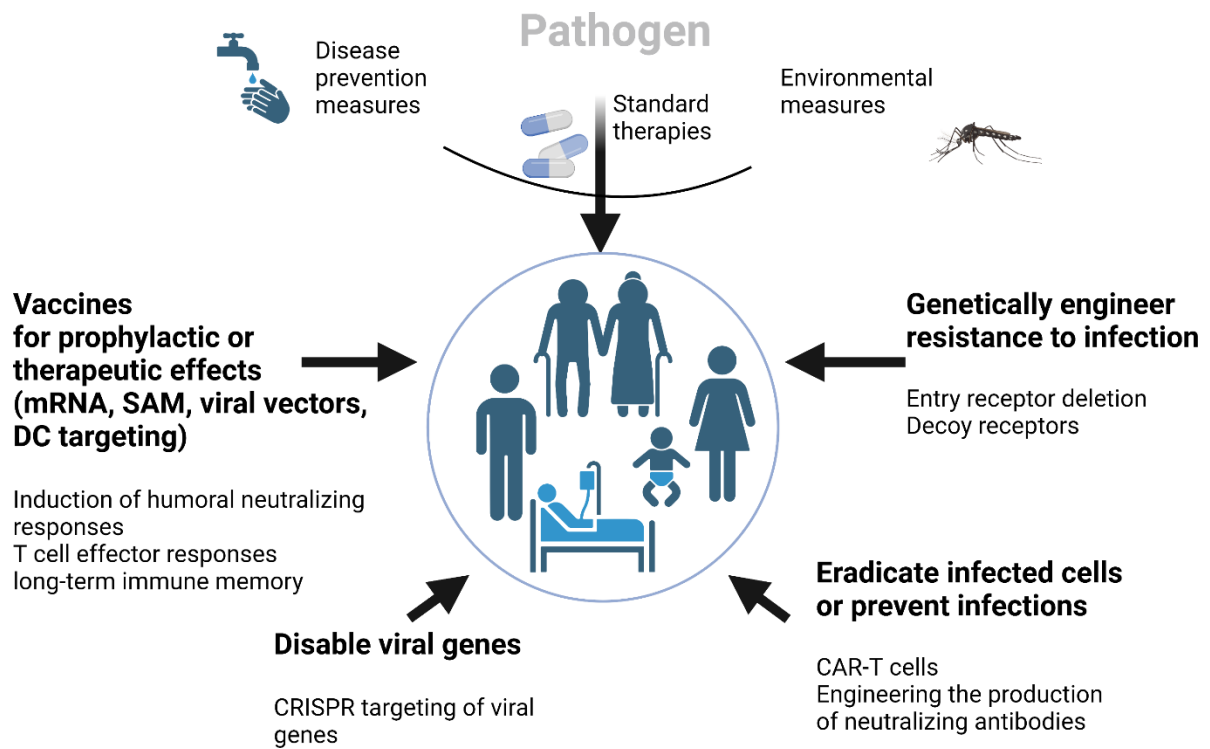 Pathogen
Disease
prevention
measures
Standard
therapies
Environmental
measures
Vaccines
for prophylactic or
therapeutic effects
(mRNA, SAM, viral vectors,
DC targeting)
Induction of humoral neutralizing
responses
T cell effector responses
long-term immune memory
Genetically engineer
resistance to infection
Entry receptor deletion
Decoy receptors
Disable viral genes
CRISPR targeting of viral
genes
Eradicate infected cells
or prevent infections
CAR-T cells
Engineering the production
of neutralizing antibodies